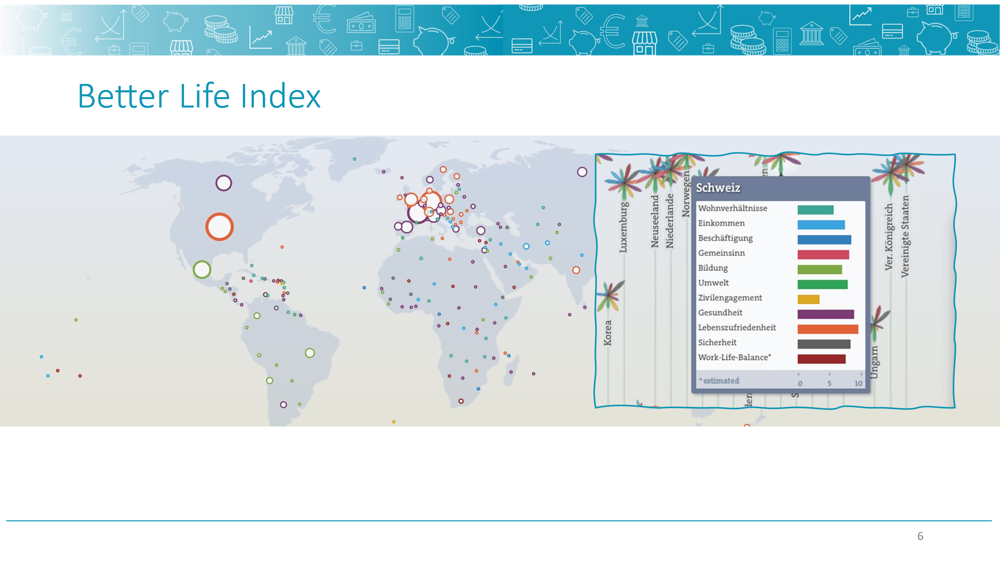 Better Life Index
Luxemburg
Neuseeland
Niederlande
Norwegen
en
Korea
Schweiz
Wohnverhältnisse
Einkommen
Beschäftigung
Gemeinsinn
Bildung
Umwelt
Zivilengagement
Gesundheit
Lebenszufriedenheit
Sicherheit
Work-Life-Balance*
* estimated
0 5 10
Ver. Königreich
Vereinigte Staaten
Ungarn
S
6